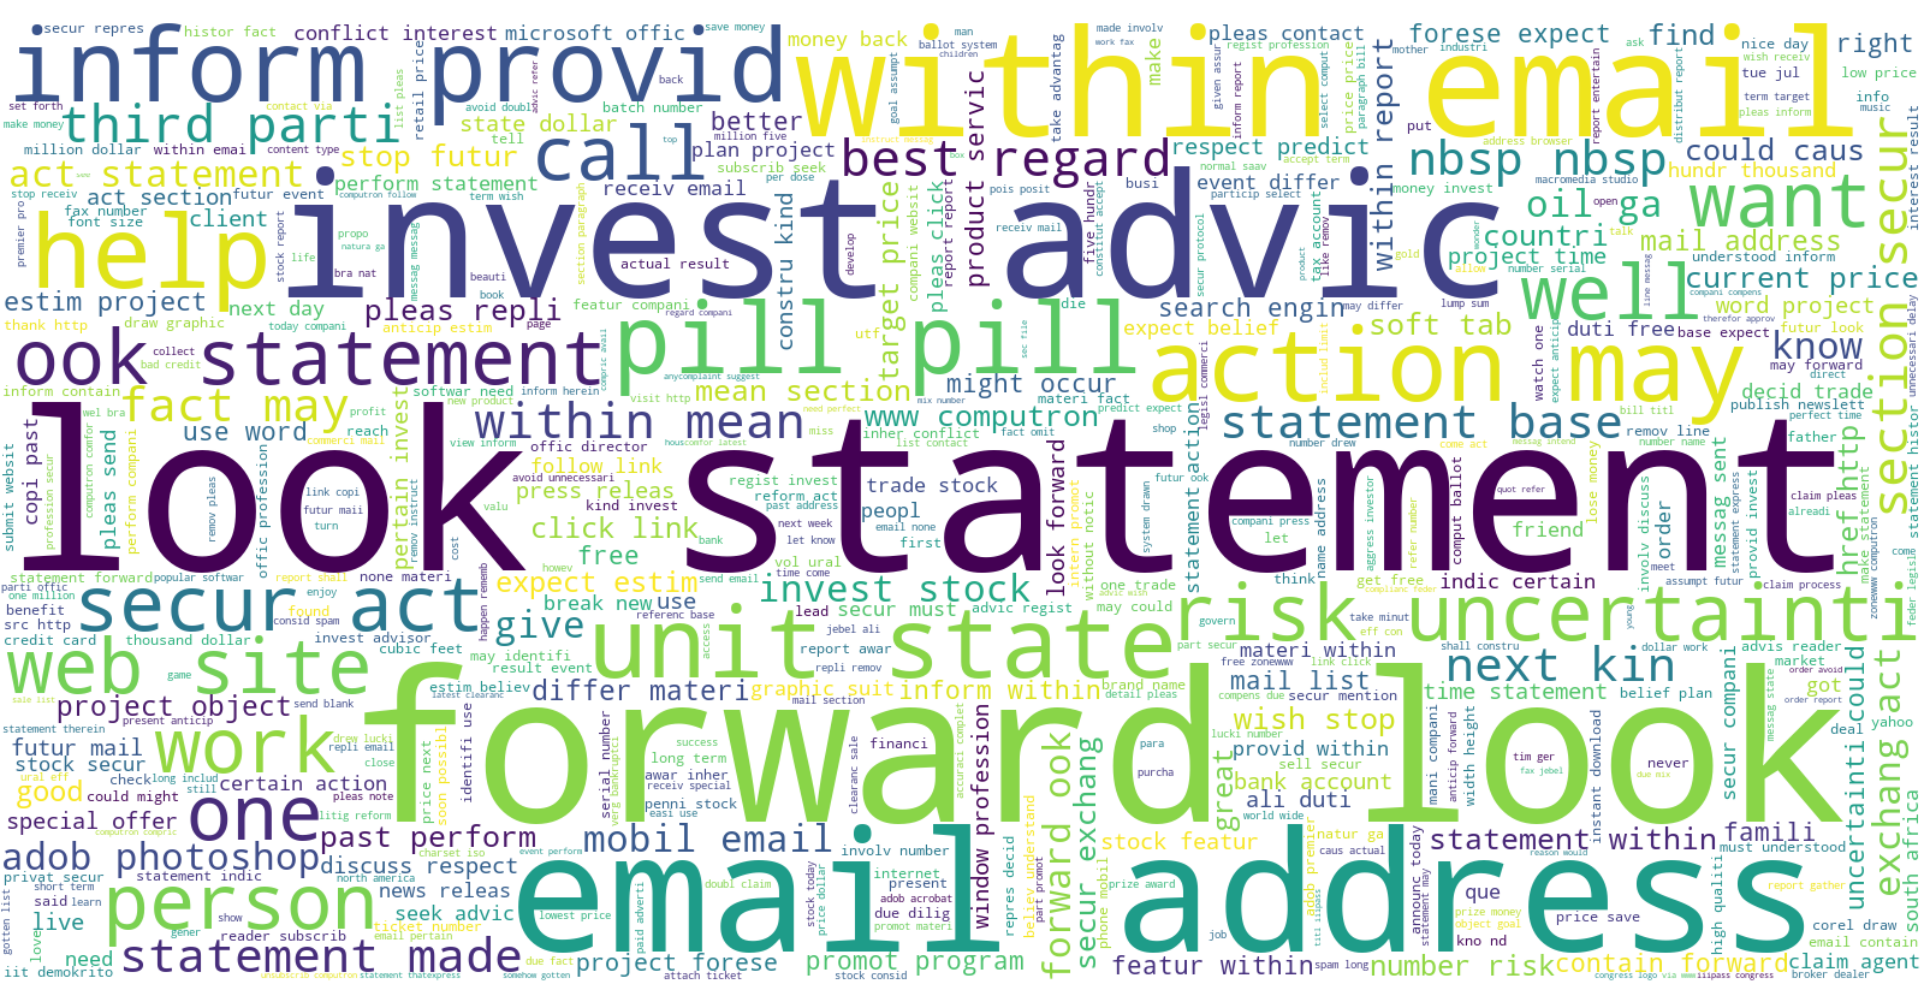 secur repres
histor fact
conflict interest
microsoft offic
save money
money back
ballot system
man
children
made involv
work fax
pleas contact
regist profession
forese expect
industri
mother
ask
find
nice day
wish receiv
right
inform provid
within email
tue jul
low price
set forth
contact via
list pleas
retail price
avoid doubl
advic refer
back
batch number
goal assumpt
take advantag
make
given assur
inform report
select comput
price price
paragraph bill
within report
term target
info
music
report entertain
distribut report
pleas inform
interest result
make money
third parti
state dollar
tell
better
million five
instruct messag
put
address browser
million dollar
within emai
content type
stop futur
call
top
plan project
subscrib seek
box
best regard
product servic
respect predict
normal saav
accept term
nbsp nbsp
could caus
hundr thousand
act statement
stop receiv
act section
futur event
perform statement
computron follow
term wish
receiv email
per dose
pois posit
busi
event differ
particip select
money invest
macromedia studio
open
want
section secur
fax number
font size
client
help
invest advic
five hundr
constitut accept
receiv mail
secur protocol
product
tax account
like remov
gold
allow
wonder
oil ga
talk
countri
mail address
premier pro
propo
natura ga
stock report
life
bra nat
messag messag
beauti
book
section paragraph
actual result
construi kind
develop
target price
compani websit
pleas click
report report
project time
number serial
understood inform
line messag
well
current price
compani compens
estim project
next day
pleas repli
featur compani
regard compani
die
search engin
may differ
lump sum
word project
therefor approv
thank http
draw graphic
today compani
anticip estim
page
pill pill
utf
sec file
expect belief
soft tab
duti free
base expect
futur look
unnecessari delay
ook statement
collect
bad credit
compric avail
anycomplaint suggest
action may
watch one
expect anticip
know
may forward
direct
inform contain
softwar need
inform herein
visit http
mean section
mix number
might occur
materi fact
legisl commerci
includ limit
decid trade
wel bra
fact may
profit
pertain invest
new product
within mean
need perfect
miss
www computron
predict expect
shop
statement base
bill titl
publish newslett
perfect time
copi past
use word
reach
commerci mail
view inform
offic director
hous
comfor latest
inher conflict
fact omit
1st contact
number drew
come act
messag intend
remov line
number name
father
submit websit
profession secur
computron comfor
pleas send
perform compani
offic profession
remov pleas
link copi
futur maii
turn
remov instruct
cost
follow link
avoid unnecessari
press releas
kind invest
valu
click link
free
howev
bank
regist invest
reform act
past address
next week
let know
trade stock
peopl
email none
first
look statement
look forward
intern promot
without notic
system drawn
statement action
futur ook
compani press
let
name address
aggress investor
refer number
comput ballot
quot refer
friend
lose money
order
meet
involv discuss
messag sent
statement express
provid invest
claim pleas
alreadi
href http
make statement
zonewww computron
come
statement histor
feder legisl
statement forward
popular softwar
report shall
none materi
expect estim
send email
vol ural
time come
invest stock
one trade
may could
think
get free
complianc feder
indic certain
assumpt futur
claim process
parti offic
one million
benefit
src http
enjoy
found
consid spam
secur act
happen rememb
break new
use
referenc base
lead
secur must
advic regist
advic wish
govern
take minut
eff con
young
credit card
thousand dollar
invest advisor
cubic feet
give
unit state
access
jebel ali
report awar
repli remov
risk uncertainti
part secur
materi within
shall constru
dollar work
advis reader
web site
game
may identifi
result event
free zonewww
link click
next kin
market
order avoid
sale list
project object
send blank
estim believ
latest clearanc
differ materi
graphic suit
mail section
inform within
brand name
detail pleas
mail list
compens due
secur mention
time statement
belief plan
secur compani
messag state
got
order report
deal
yahoo
statement therein
present anticip
futur mail
stock secur
work
drew lucki
repli email
close
price next
soon possibl
identifi use
forward look
serial number
verg bankruptci
success
long term
awar inher
receiv special
penni stock
easi use
clearanc sale
financi
accuraci complet
window profession
para
purcha
wish stop
lucki number
provid within
sell secur
bank account
ali duti
world wide
great
mani compani
anticip forward
width height
tim ger
fax jebel
instant download
never
due mix
uncertainti could
exchang act
south africa
ural eff
check
long includ
still
certain action
good
could might
pleas note
litig reform
special offer
computron compric
one
past perform
event perform
mobil email
involv number
forward ook
secur exchang
stock featur
natur ga
caus actual
adob premier
statement within
reason would
famili
must understood
adob photoshop
discuss respect
charset iso
privat secur
statement indic
north america
news releas
doubl claim
internet
present
adob acrobat
due dilig
part promot
believ understand
repres decid
phone mobil
prize award
announc today
statement may
que
prize money
object goal
high qualiti
report gather
gotten list
short term
said
learn
live
person
show
seek advic
ticket number
email address
lowest price
paid adverti
stock today
price dollar
promot materi
job
titl iiipass
price save
kno nd
corel draw
email contain
love
need
gener
reader subscrib
email pertain
iit demokrito
statement made
due fact
project forese
promot program
featur within
spam long
number risk
contain forward
claim agent
unsubscrib computron
statement thatexpress
somehow gotten
attach ticket
stock consid
congress logo
via www
iiipass congress
broker dealer